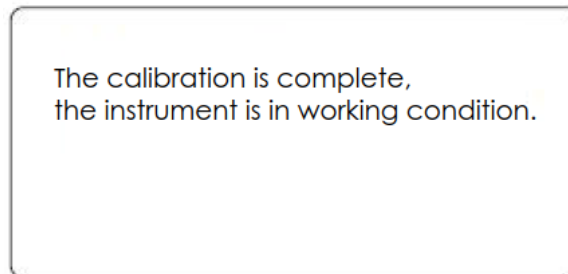 The calibration is complete,
the instrument is in working condition.